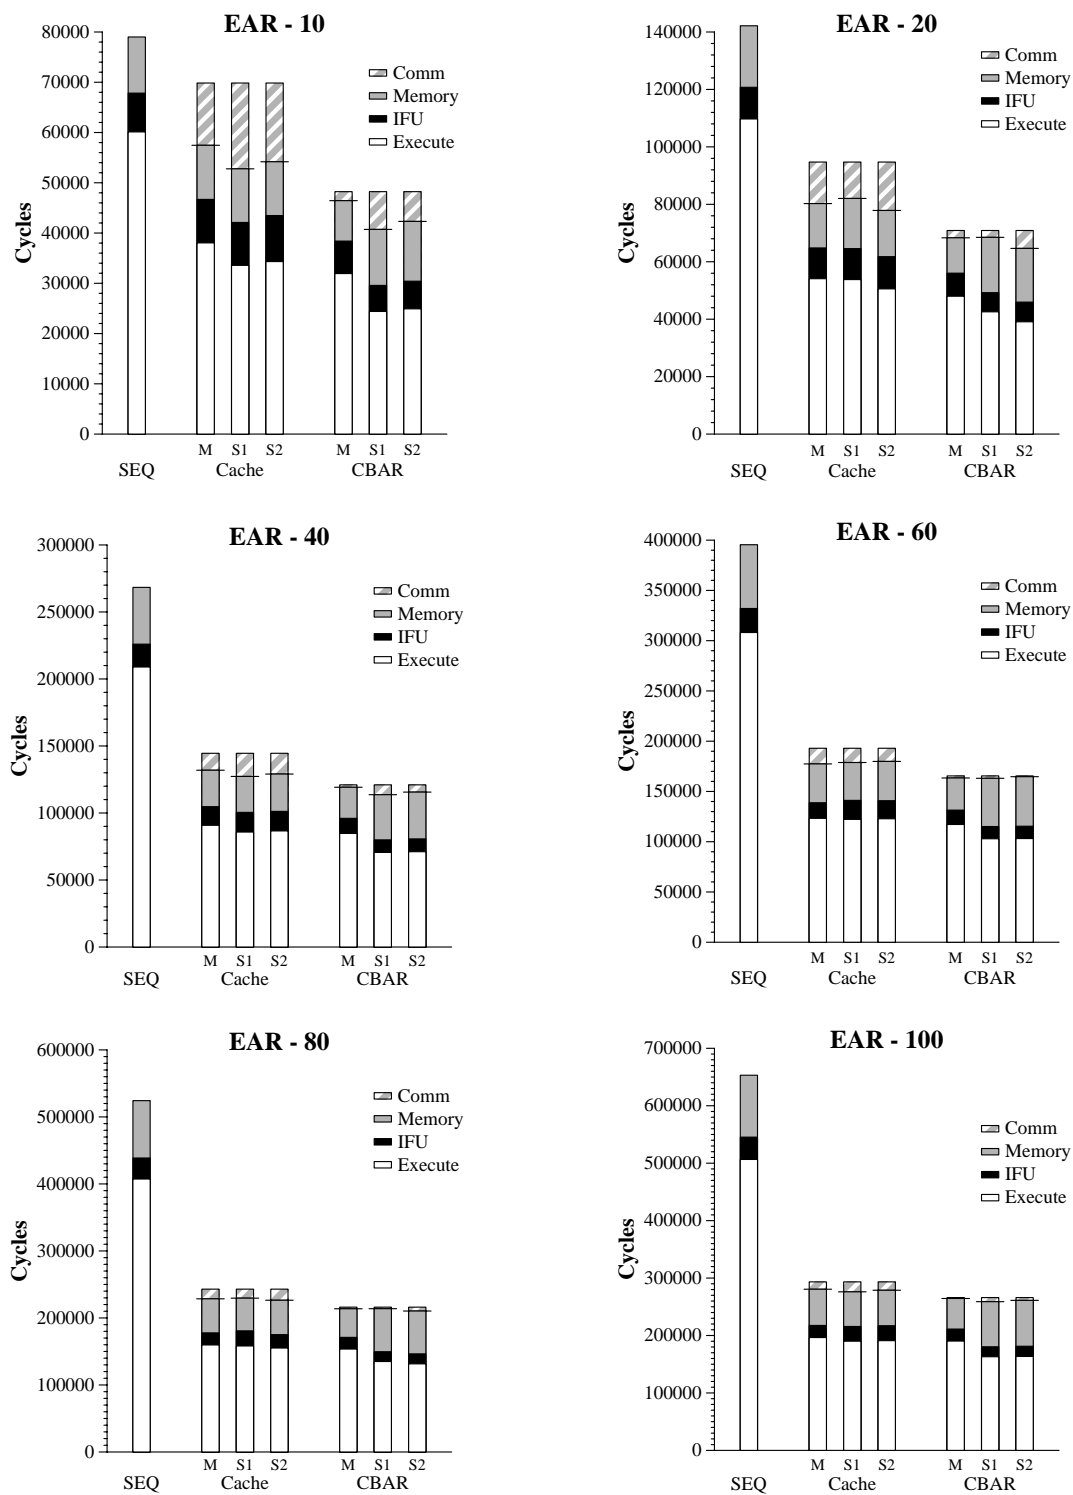 EAR - 10
Cycles
80000
70000
60000
50000
40000
30000
20000
10000
0
Comm
Memory
IFU
Execute
M S1 S2 M S1 S2
SEQ Cache CBAR
EAR - 20
Cycles
140000
120000
100000
80000
60000
40000
20000
0
Comm
Memory
IFU
Execute
M S1 S2 M S1 S2
SEQ Cache CBAR
EAR - 40
Cycles
300000
250000
200000
150000
100000
50000
0
Comm
Memory
IFU
Execute
M S1 S2 M S1 S2
SEQ Cache CBAR
EAR - 60
Cycles
400000
350000
300000
250000
200000
150000
100000
50000
0
Comm
Memory
IFU
Execute
M S1 S2 M S1 S2
SEQ Cache CBAR
EAR - 80
Cycles
600000
500000
400000
300000
200000
100000
0
Comm
Memory
IFU
Execute
M S1 S2 M S1 S2
SEQ Cache CBAR
EAR - 100
Cycles
700000
600000
500000
400000
300000
200000
100000
0
Comm
Memory
IFU
Execute
M S1 S2 M S1 S2
SEQ Cache CBAR